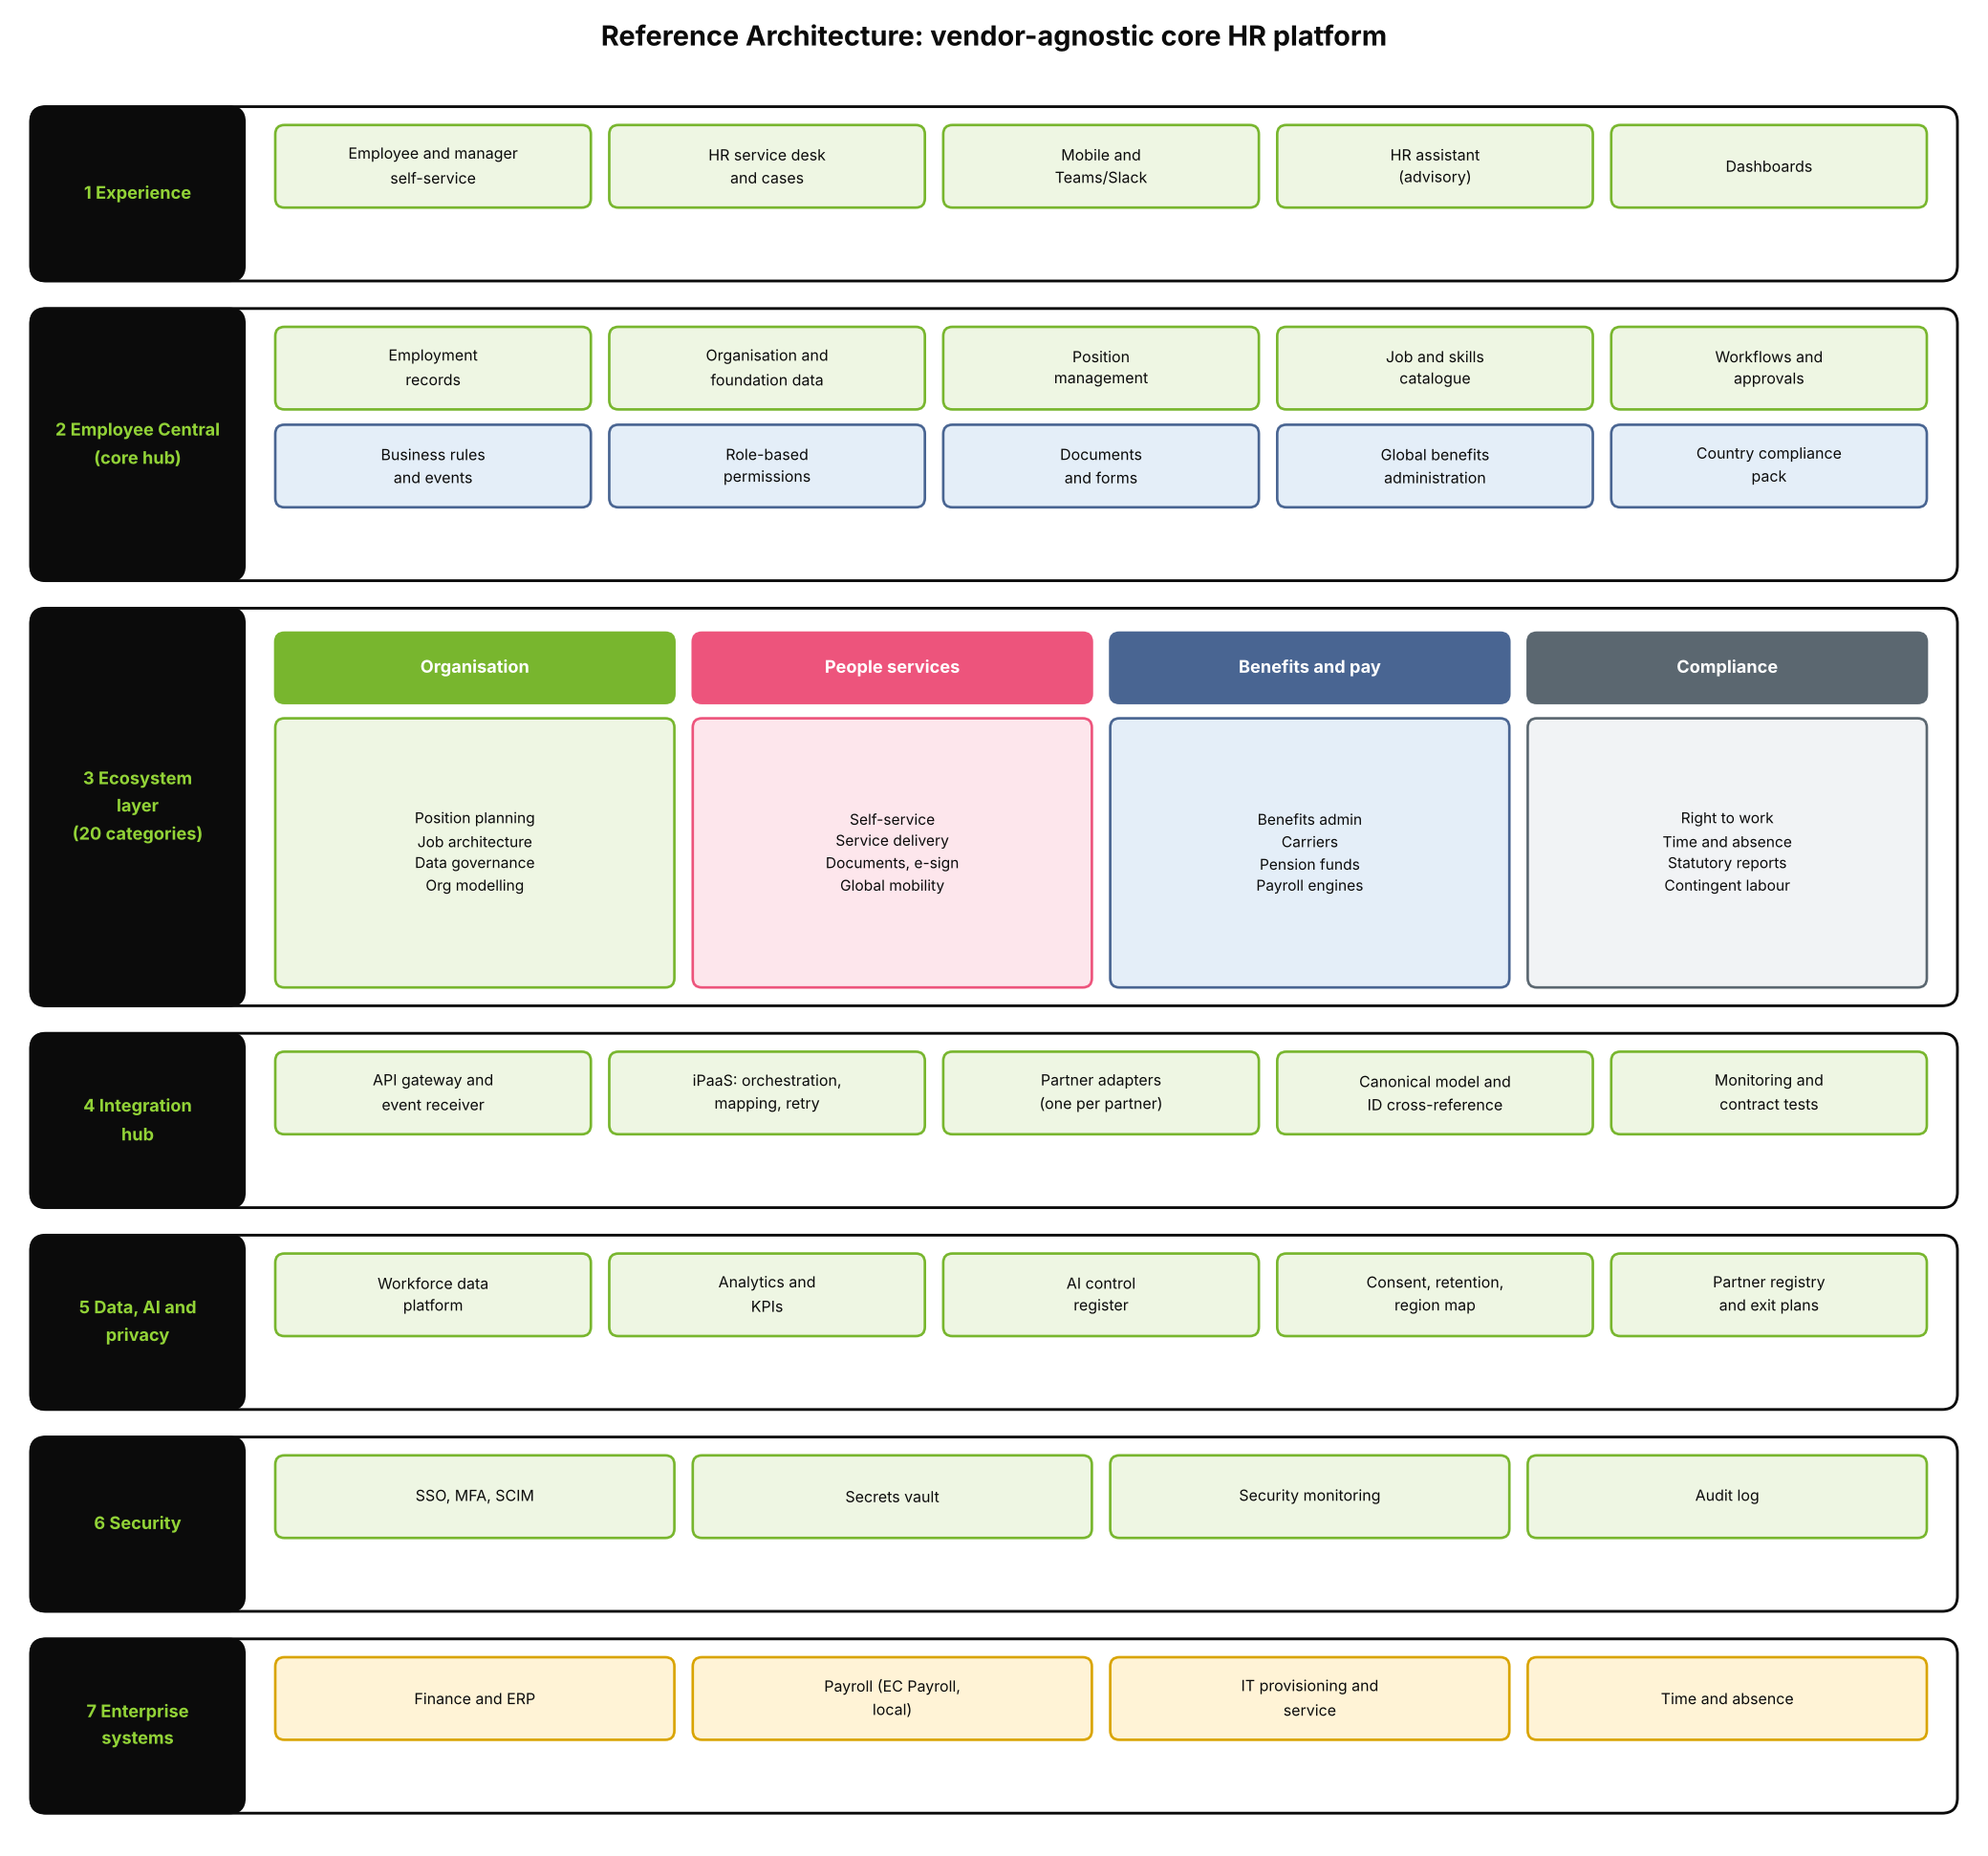 Reference Architecture: vendor-agnostic core HR platform
1 Experience
Employee and manager
self-service
HR service desk
and cases
Mobile and
Teams/Slack
HR assistant
(advisory)
Dashboards
2 Employee Central
(core hub)
Employment
records
Organisation and
foundation data
Position
management
Job and skills
catalogue
Workflows and
approvals
Business rules
and events
Role-based
permissions
Documents
and forms
Global benefits
administration
Country compliance
pack
3 Ecosystem
layer
(20 categories)
Organisation
People services
Benefits and pay
Compliance
Position planning
Job architecture
Data governance
Org modelling
Self-service
Service delivery
Documents, e-sign
Global mobility
Benefits admin
Carriers
Pension funds
Payroll engines
Right to work
Time and absence
Statutory reports
Contingent labour
4 Integration
hub
API gateway and
event receiver
iPaaS: orchestration,
mapping, retry
Partner adapters
(one per partner)
Canonical model and
ID cross-reference
Monitoring and
contract tests
5 Data, AI and
privacy
Workforce data
platform
Analytics and
KPIs
AI control
register
Consent, retention,
region map
Partner registry
and exit plans
6 Security
SSO, MFA, SCIM
Secrets vault
Security monitoring
Audit log
7 Enterprise
systems
Finance and ERP
Payroll (EC Payroll,
local)
IT provisioning and
service
Time and absence